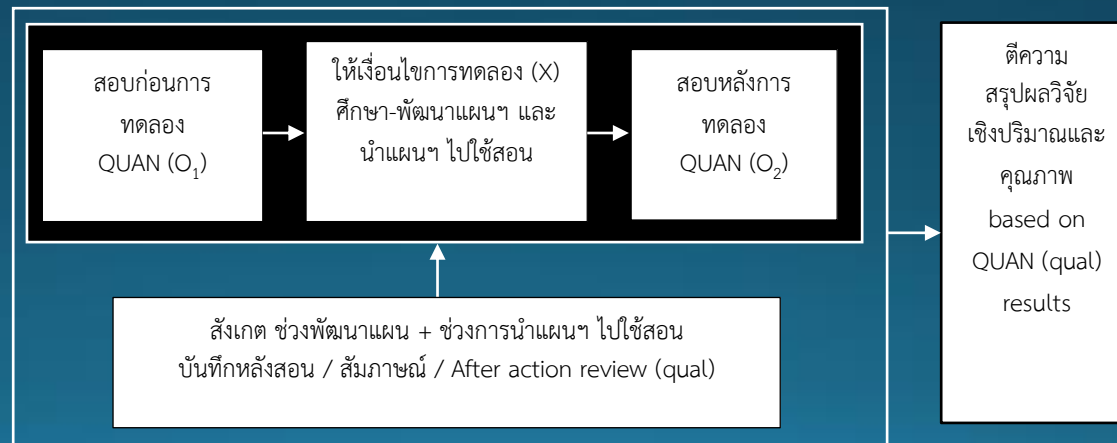 สอบก่อนการ
ทดลอง
QUAN (O₁)
ให้เงื่อนไขการทดลอง (X)
ศึกษา-พัฒนาแผนฯ และ
นำแผนฯ ไปใช้สอน
สอบหลังการ
ทดลอง
QUAN (O₂)
สังเกต ช่วงพัฒนาแผน + ช่วงการนำแผนฯ ไปใช้สอน
บันทึกหลังสอน / สัมภาษณ์ / After action review (qual)
ตีความ
สรุปผลวิจัย
เชิงปริมาณและ
คุณภาพ
based on
QUAN (qual)
results